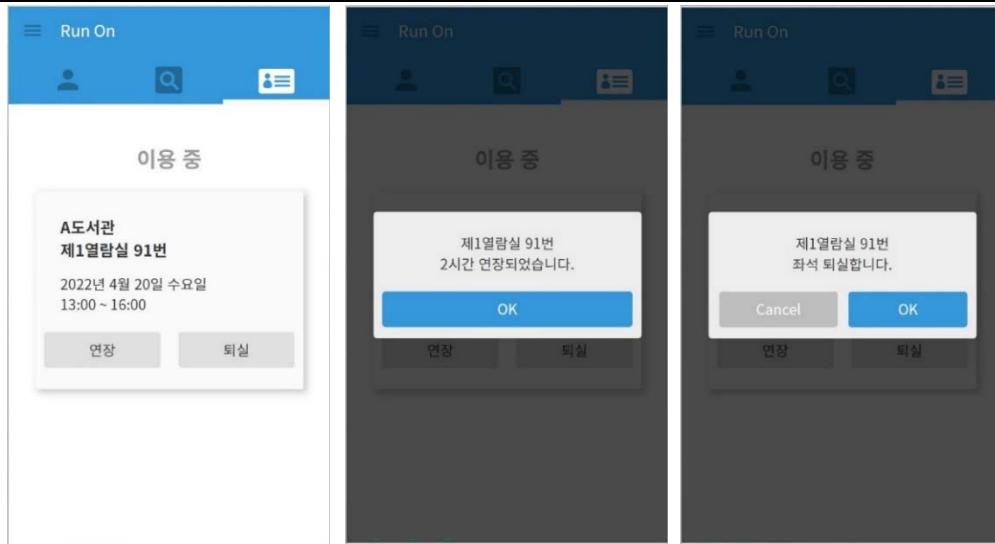 Run On
이용 중
A도서관
제1열람실 91번
2022년 4월 20일 수요일
13:00 ~ 16:00
연장 퇴실
Run On
이용 중
제1열람실 91번
2시간 연장되었습니다.
OK
연장 퇴실
Run On
이용 중
제1열람실 91번
좌석 퇴실합니다.
Cancel OK
연장 퇴실